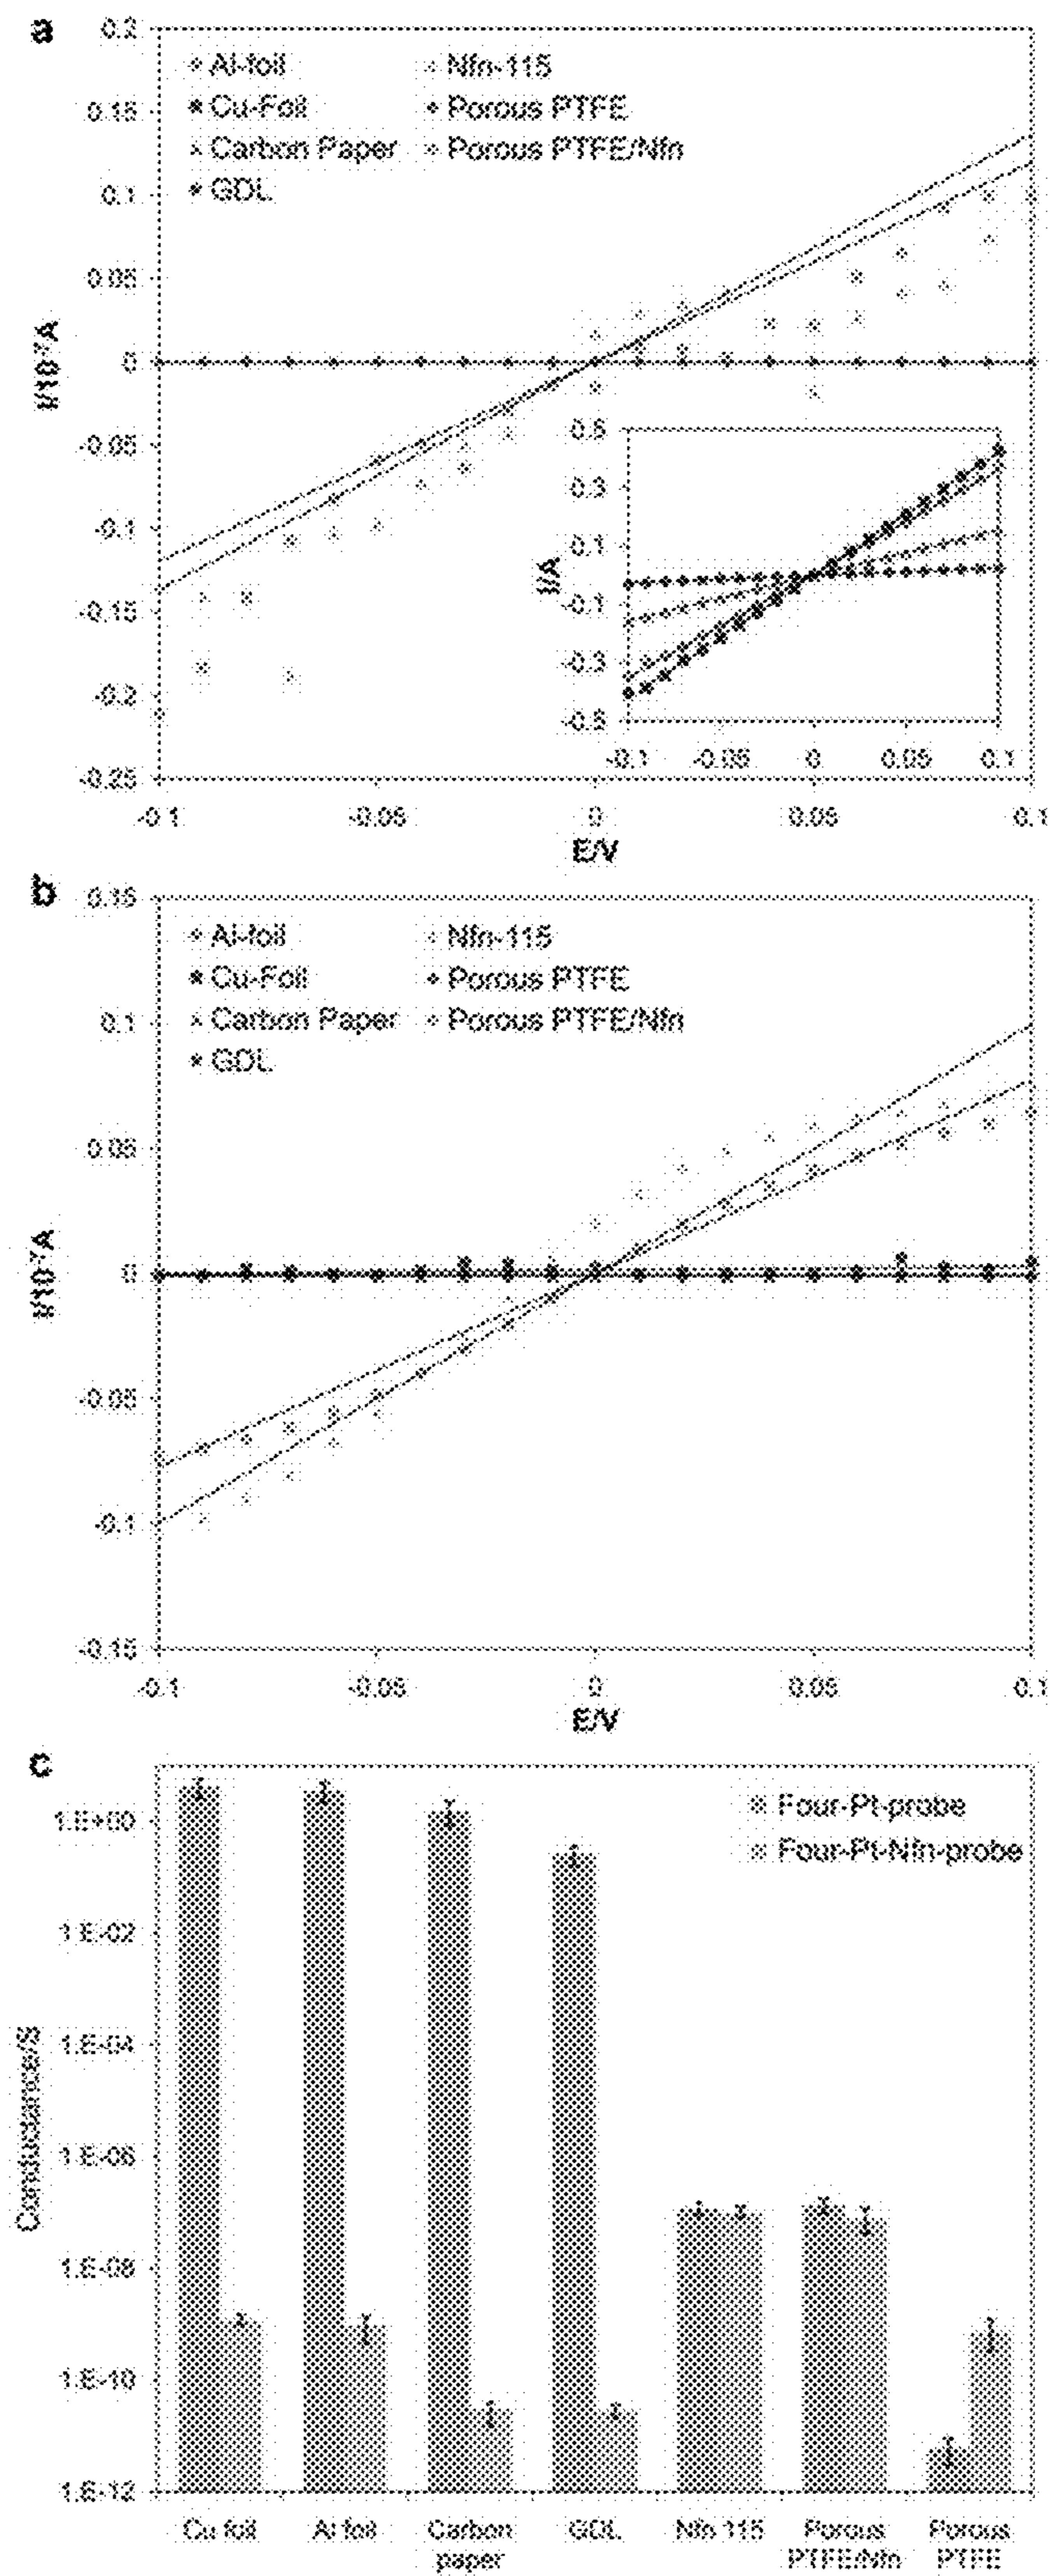 a
0.2
0.15
0.1
0.05
0
-0.05
-0.1
-0.15
-0.2
-0.25
I/10⁻⁷A
Al-foil
Cu-Foil
Carbon Paper
GDL
Nfn-115
Porous PTFE
Porous PTFE/Nfn
0.5
0.3
0.1
-0.1
-0.3
-0.5
I/A
-0.1 -0.05 0 0.05 0.1
-0.1 -0.05 0 0.05 0.1
E/V
b
0.15
0.1
0.05
0
-0.05
-0.1
-0.15
I/10⁻⁷A
Al-foil
Cu-Foil
Carbon Paper
GDL
Nfn-115
Porous PTFE
Porous PTFE/Nfn
-0.1 -0.05 0 0.05 0.1
E/V
c
1.E+00
1.E-02
1.E-04
1.E-06
1.E-08
1.E-10
1.E-12
Conductance/S
Four-Pt-probe
Four-Pt-Nfn-probe
Cu foil
Al foil
Carbon
paper
GDL
Nfn 115
Porous
PTFE/Nfn
Porous
PTFE